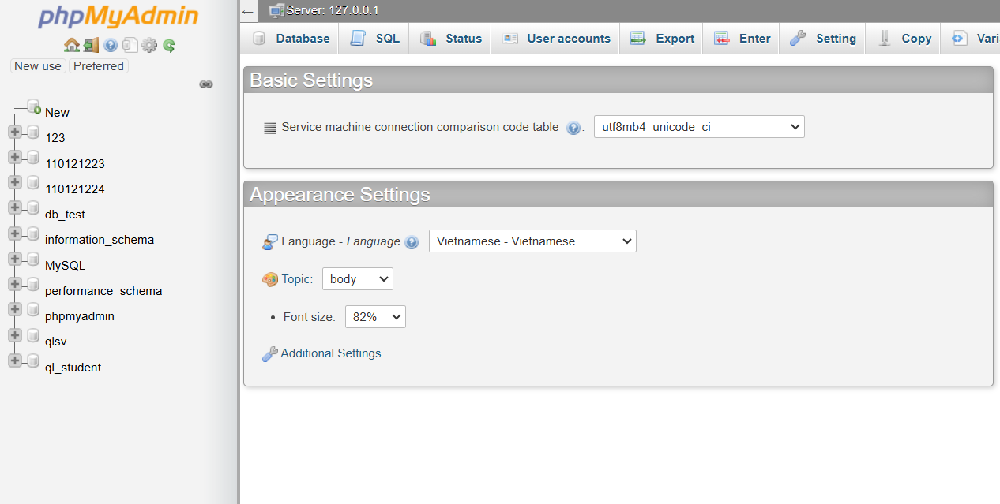 phpMyAdmin
New use Preferred
New
123
110121223
110121224
db_test
information_schema
MySQL
performance_schema
phpmyadmin
qlsv
ql_student
← Server: 127.0.0.1
Database SQL Status User accounts Export Enter Setting Copy Vari
Basic Settings
Service machine connection comparison code table : utf8mb4_unicode_ci
Appearance Settings
Language - Language Vietnamese - Vietnamese
Topic: body
• Font size: 82%
Additional Settings